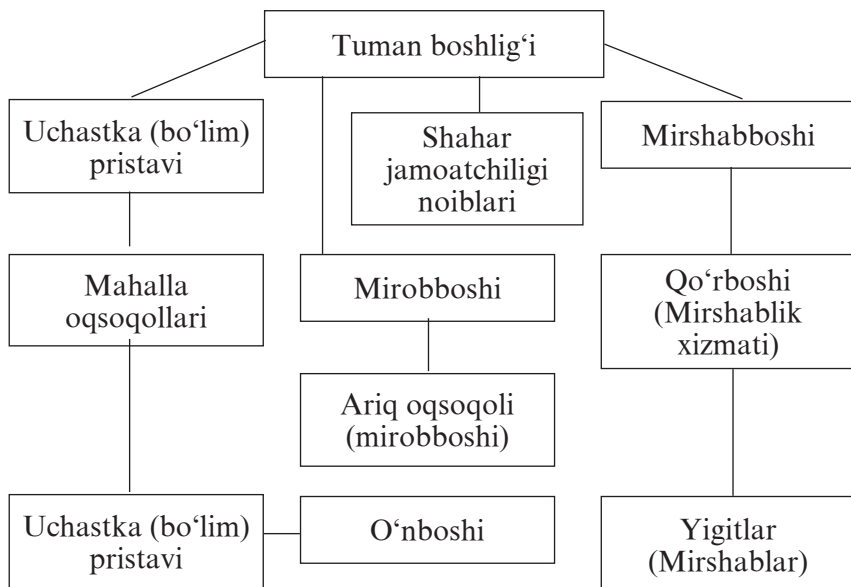 Tuman boshlig‘i
Uchastka (bo‘lim)
pristavi
Shahar
jamoatchiligi
noiblari
Mirshabboshi
Mahalla
oqsoqollari
Mirobboshi
Qo‘rboshi
(Mirshablik
xizmati)
Ariq oqsoqoli
(mirobboshi)
Uchastka (bo‘lim)
pristavi
O‘nboshi
Yigitlar
(Mirshablar)